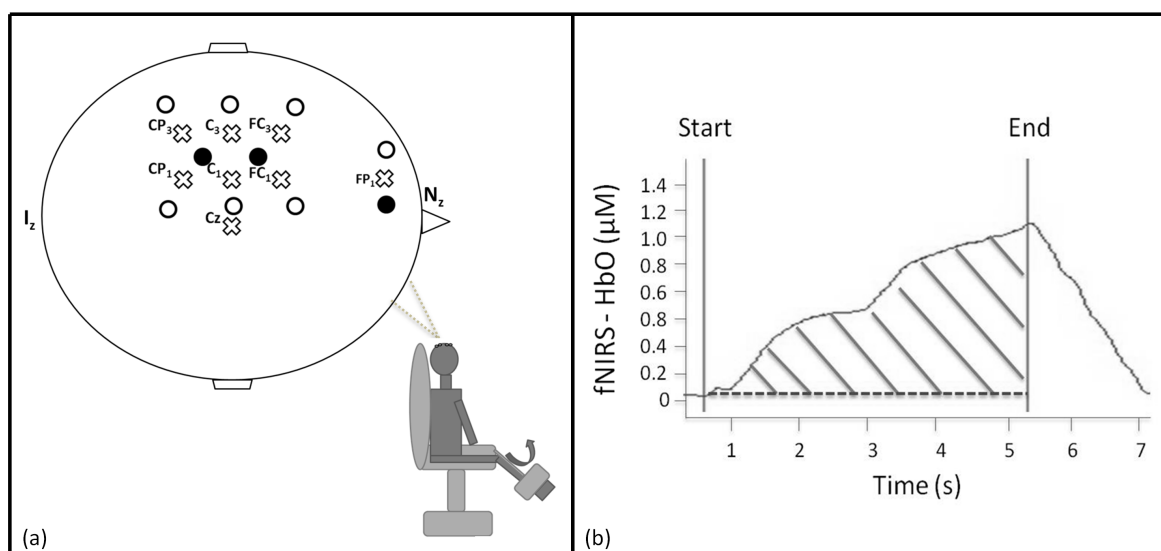 CP3 C3 FC3
CP1 C1 FC1 FP1
Iz Cz Nz
(a)
Start End
fNIRS - HbO (µM)
1.4
1.2
1.0
0.8
0.6
0.8
0.4
0.2
0
1 2 3 4 5 6 7
Time (s)
(b)